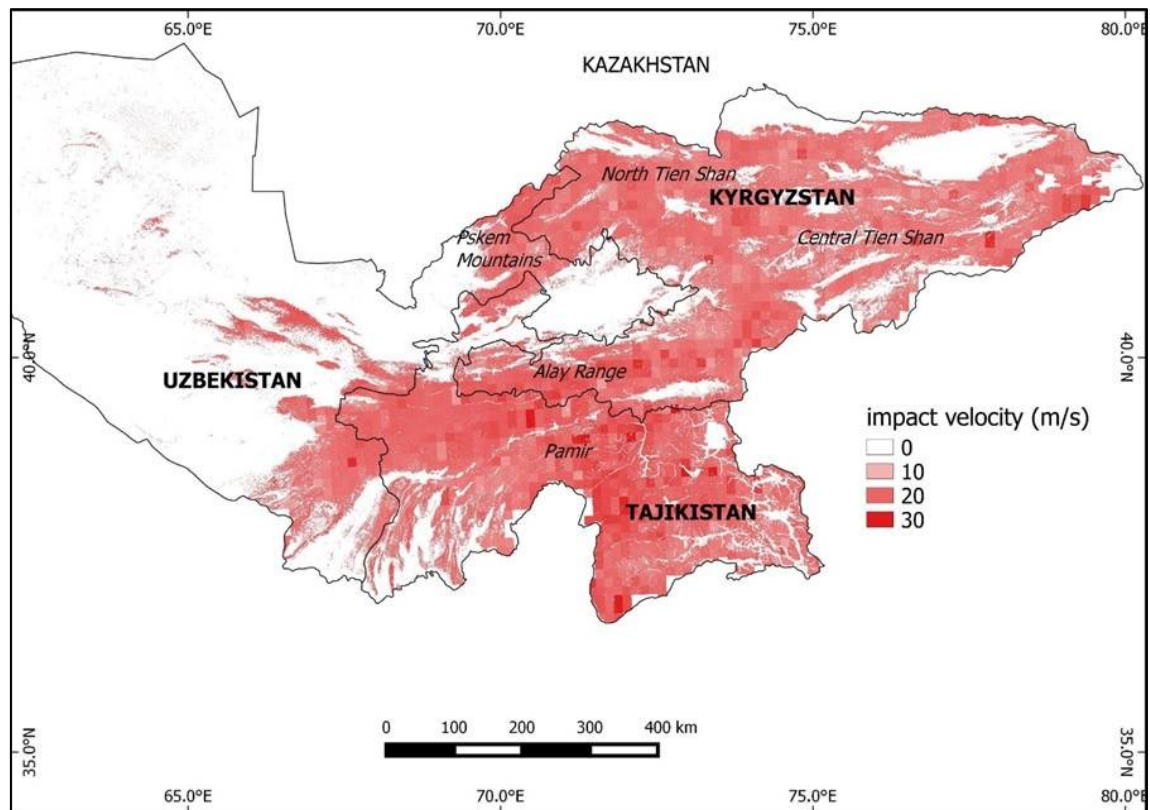 65.0°E 70.0°E 75.0°E 80.0°E
KAZAKHSTAN
North Tien Shan
KYRGYZSTAN
Pskem
Mountains
Central Tien Shan
40.0°N
40.0°N
UZBEKISTAN
Alay Range
impact velocity (m/s)
0
10
20
30
Pamir
TAJIKISTAN
0 100 200 300 400 km
35.0°N
35.0°N
65.0°E 70.0°E 75.0°E 80.0°E